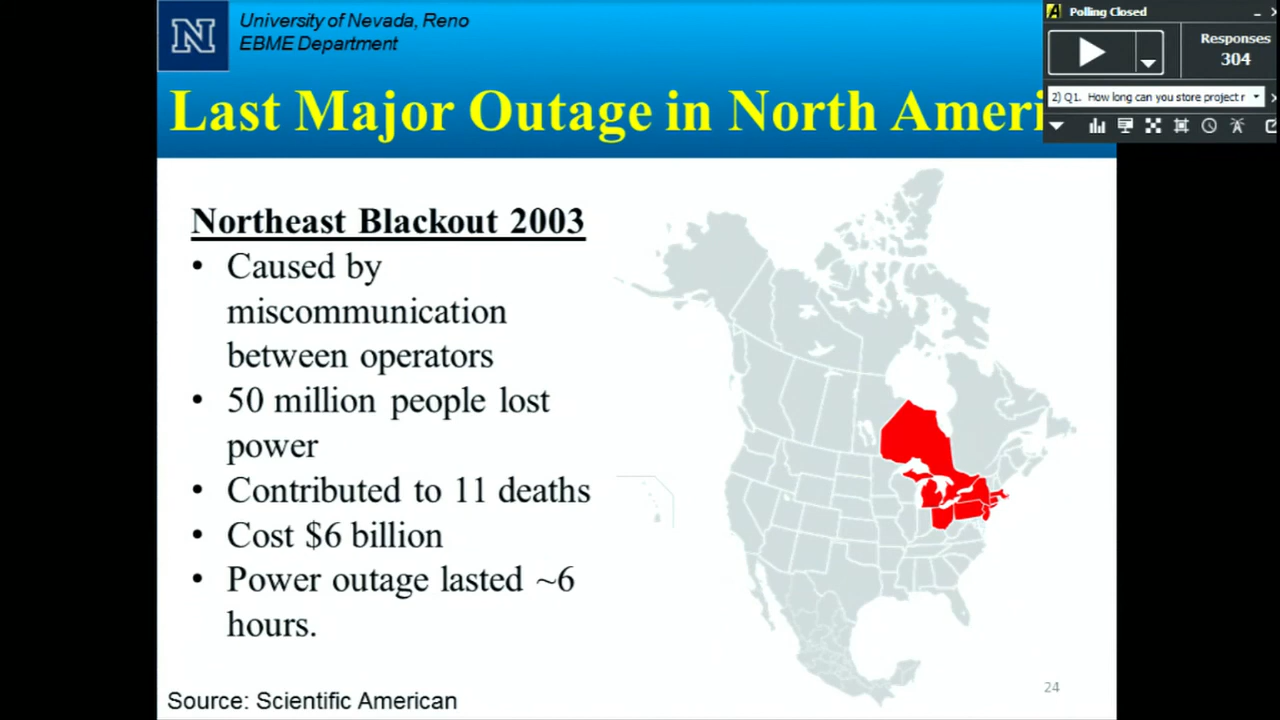 University of Nevada, Reno
EBME Department
N
Last Major Outage in North Ameri
Polling Closed
Responses
304
2) Q1. How long can you store project r
Northeast Blackout 2003
• Caused by
miscommunication
between operators
• 50 million people lost
power
• Contributed to 11 deaths
• Cost $6 billion
• Power outage lasted ~6
hours.
Source: Scientific American
24